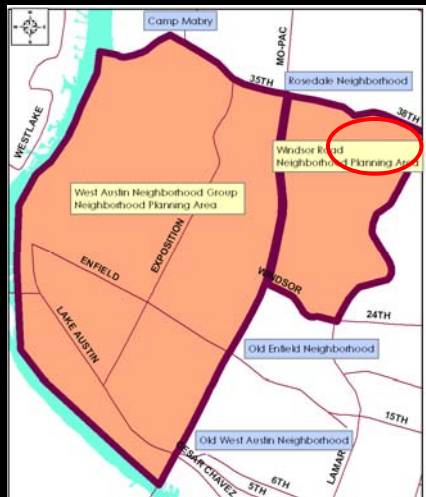 Camp Mabry
MO-PAC
35TH
Rosedale Neighborhood
38TH
WESTLAKE
Windsor Road
Neighborhood Planning Area
West Austin Neighborhood Group
Neighborhood Planning Area
EXPOSITION
ENFIELD
WINDSOR
LAKE AUSTIN
24TH
Old Enfield Neighborhood
15TH
Old West Austin Neighborhood
LAMAR
CESAR CHAVEZ
6TH
5TH